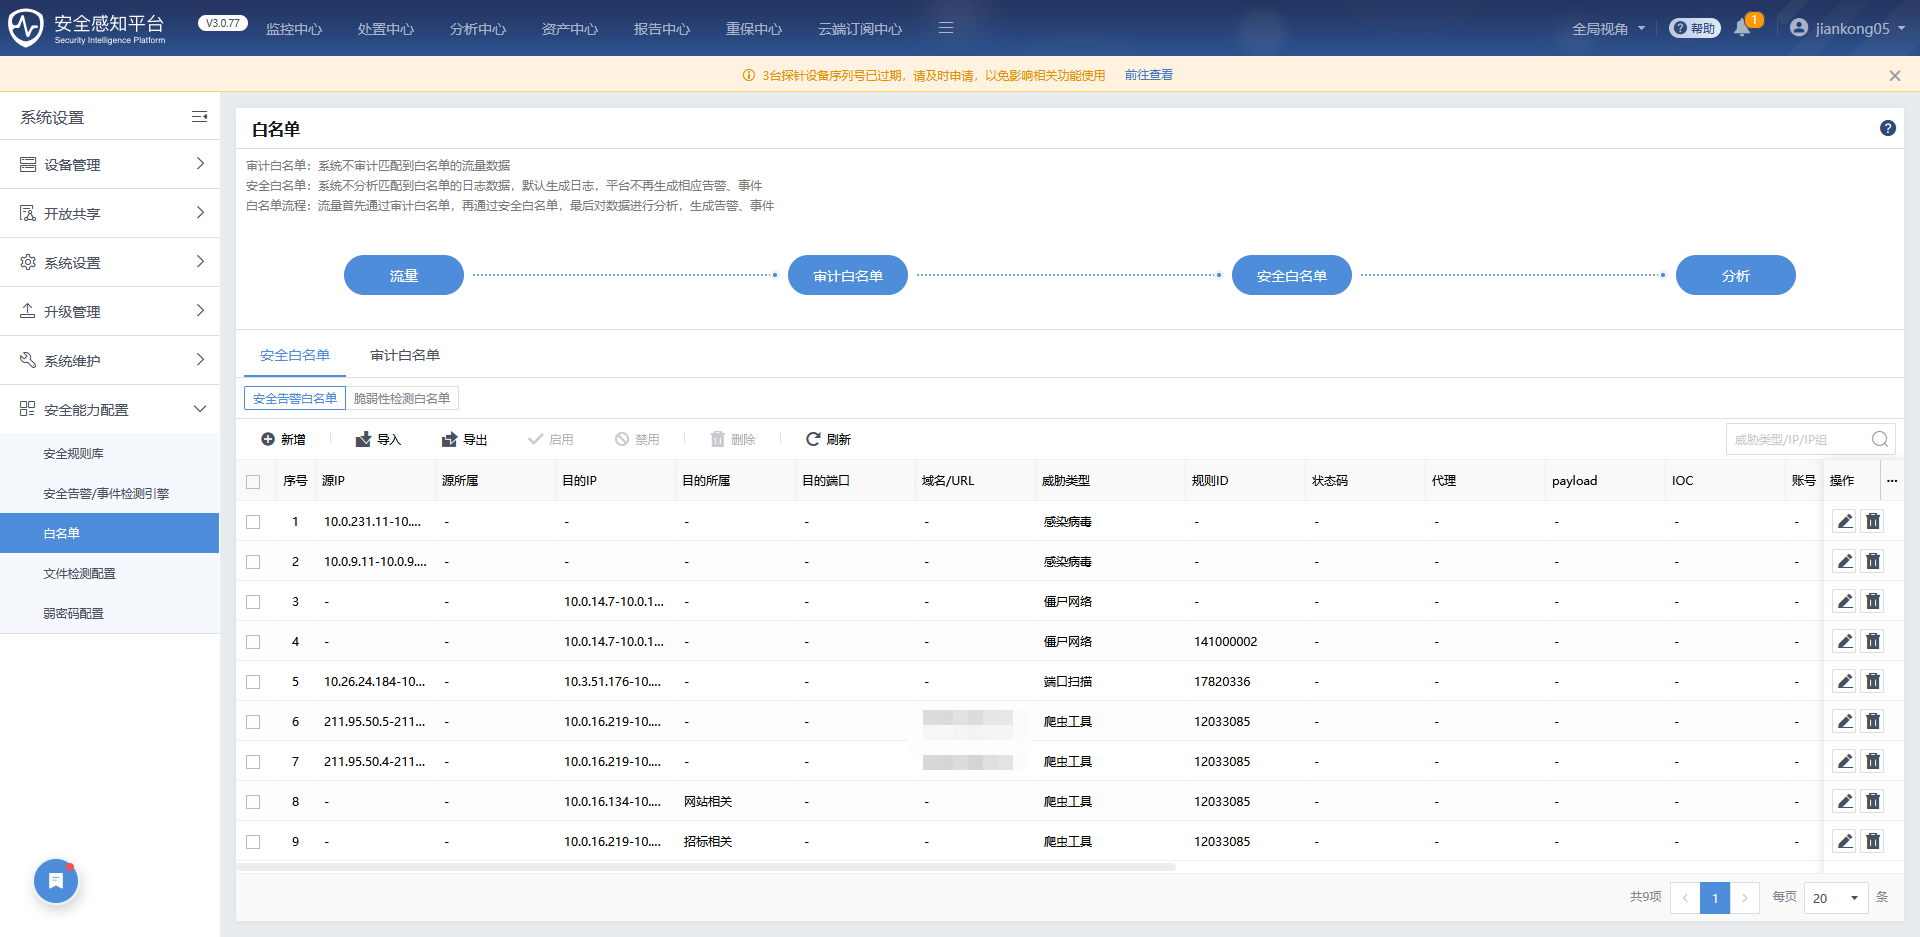 安全感知平台
Security Intelligence Platform
V3.0.77
监控中心 处置中心 分析中心 资产中心 报告中心 重保中心 云端订阅中心
全局视角 帮助 1 jiankong05
3台探针设备序列号已过期，请及时申请，以免影响相关功能使用 前往查看
系统设置
设备管理
开放共享
系统设置
升级管理
系统维护
安全能力配置
安全规则库
安全告警/事件检测引擎
白名单
文件检测配置
弱密码配置
白名单
审计白名单：系统不审计匹配到白名单的流量数据
安全白名单：系统不分析匹配到白名单的日志数据，默认生成日志，平台不再生成相应告警、事件
白名单流程：流量首先通过审计白名单，再通过安全白名单，最后对数据进行分析，生成告警、事件
流量 审计白名单 安全白名单 分析
安全白名单 审计白名单
安全告警白名单 脆弱性检测白名单
新增 导入 导出 启用 禁用 删除 刷新 威胁类型/IP/IP组
序号 源IP 源所属 目的IP 目的所属 目的端口 域名/URL 威胁类型 规则ID 状态码 代理 payload IOC 账号 操作 ...
1 10.0.231.11-10.... - - - - - 感染病毒 - - - - - -
2 10.0.9.11-10.0.9.... - - - - - 感染病毒 - - - - - -
3 - - 10.0.14.7-10.0.1... - - - 僵尸网络 - - - - - -
4 - - 10.0.14.7-10.0.1... - - - 僵尸网络 141000002 - - - - -
5 10.26.24.184-10... - 10.3.51.176-10.... - - - 端口扫描 17820336 - - - - -
6 211.95.50.5-211... - 10.0.16.219-10.... - - 爬虫工具 12033085 - - - - -
7 211.95.50.4-211... - 10.0.16.219-10.... - - 爬虫工具 12033085 - - - - -
8 - - 10.0.16.134-10.... 网站相关 - - 爬虫工具 12033085 - - - - -
9 - - 10.0.16.219-10.... 招标相关 - - 爬虫工具 12033085 - - - - -
共9项 < 1 > 每页 20 条